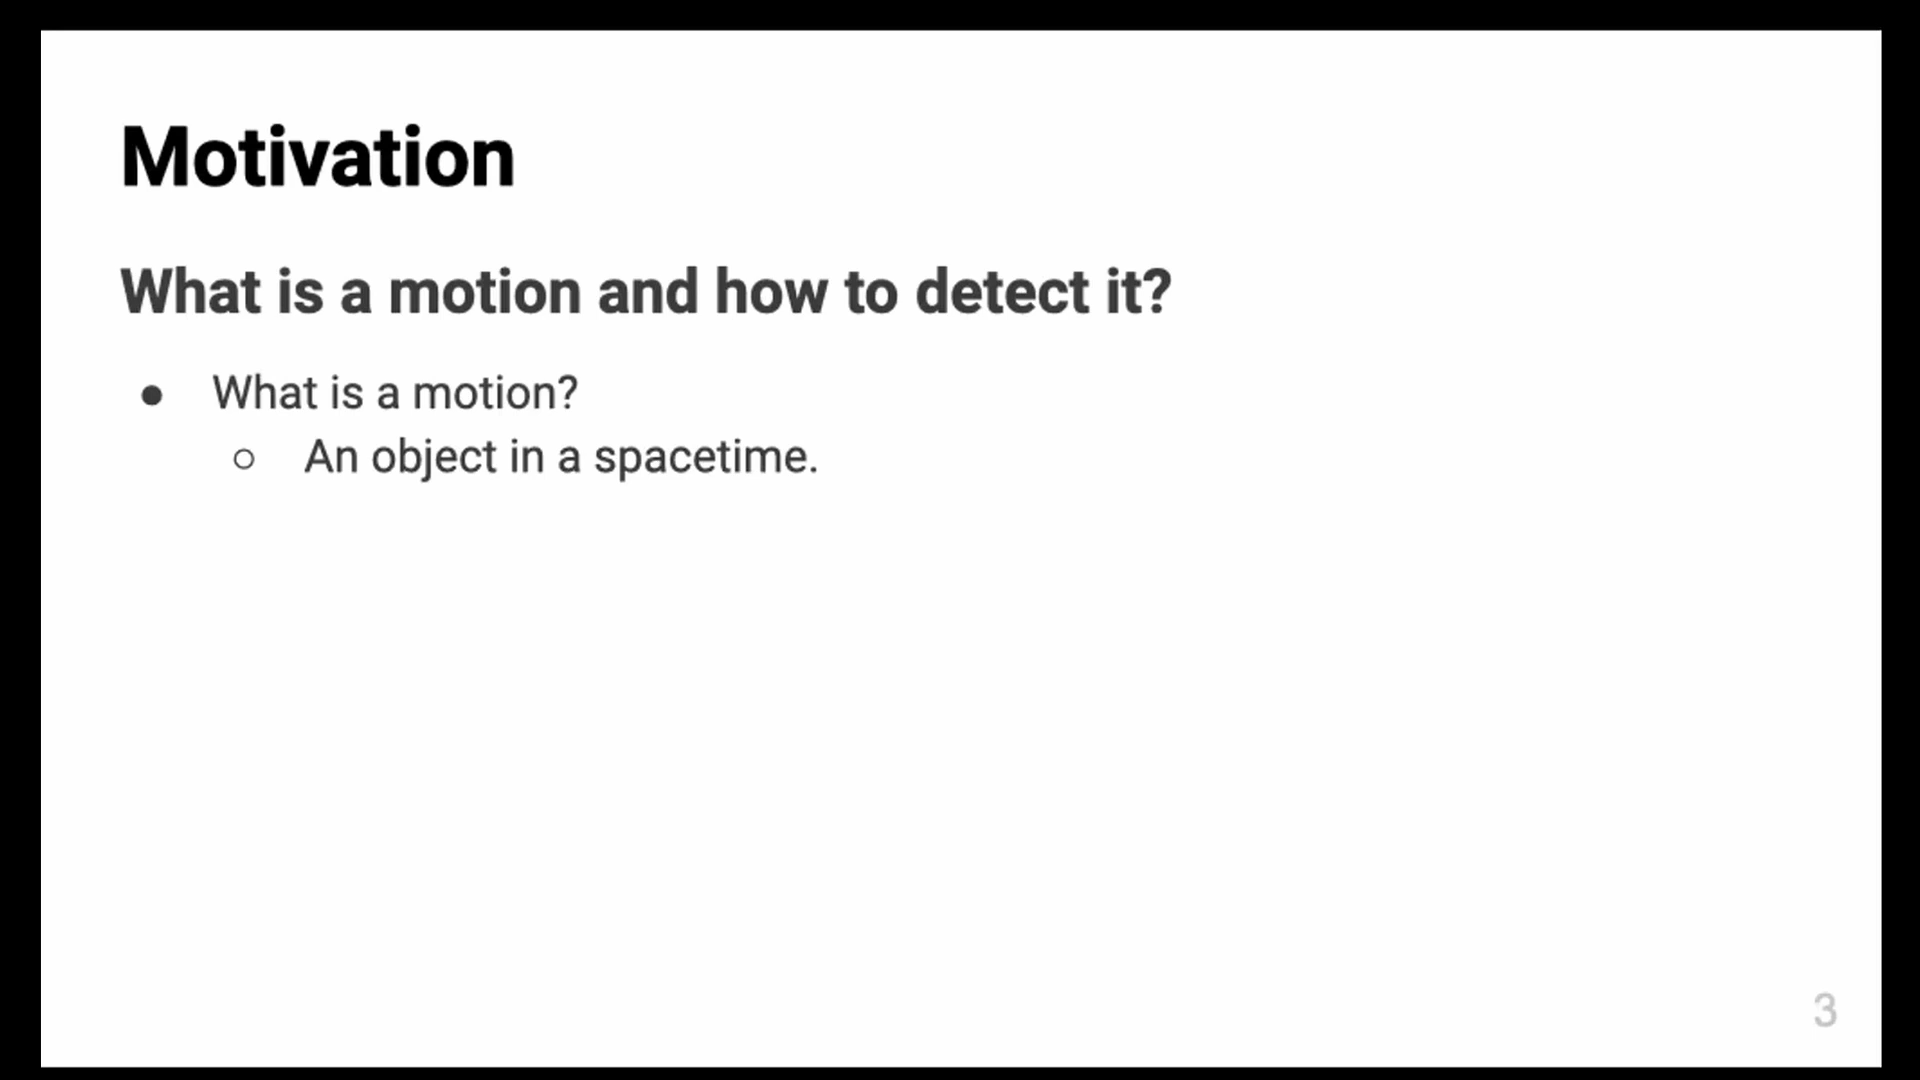 Motivation
What is a motion and how to detect it?
● What is a motion?
○ An object in a spacetime.
3